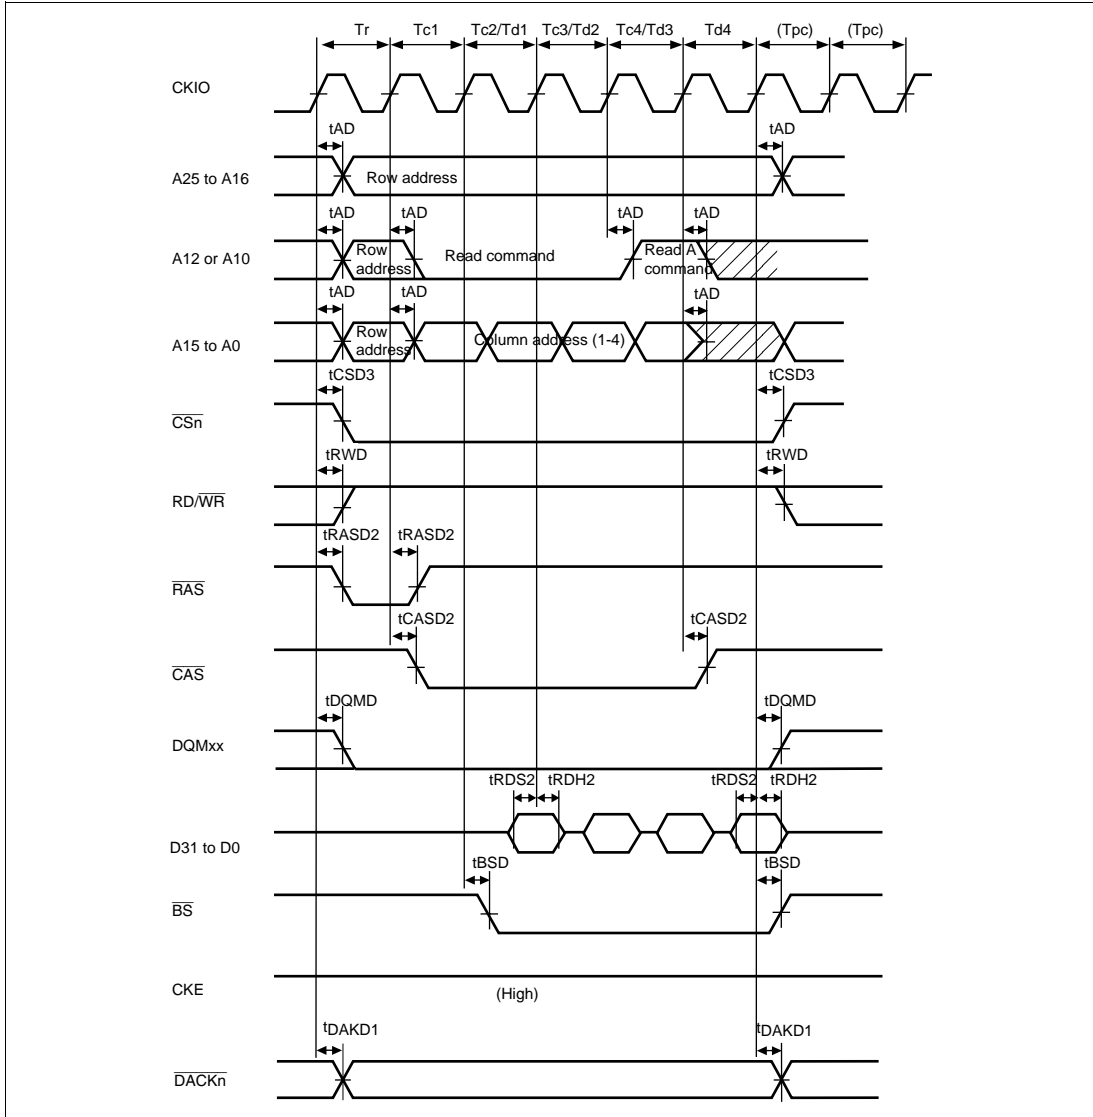 Tr Tc1 Tc2/Td1 Tc3/Td2 Tc4/Td3 Td4 (Tpc) (Tpc)
CKIO
tAD tAD
A25 to A16 Row address
tAD tAD tAD tAD
A12 or A10 Row address Read command Read A command
tAD tAD tAD
A15 to A0 Row address Column address (1-4)
tCSD3 tCSD3
CSn
tRWD tRWD
RD/WR
tRASD2 tRASD2
RAS
tCASD2 tCASD2
CAS
tDQMD tDQMD
DQMxx
tRDS2 tRDH2 tRDS2 tRDH2
D31 to D0
tBSD tBSD
BS
CKE (High)
tDAKD1 tDAKD1
DACKn